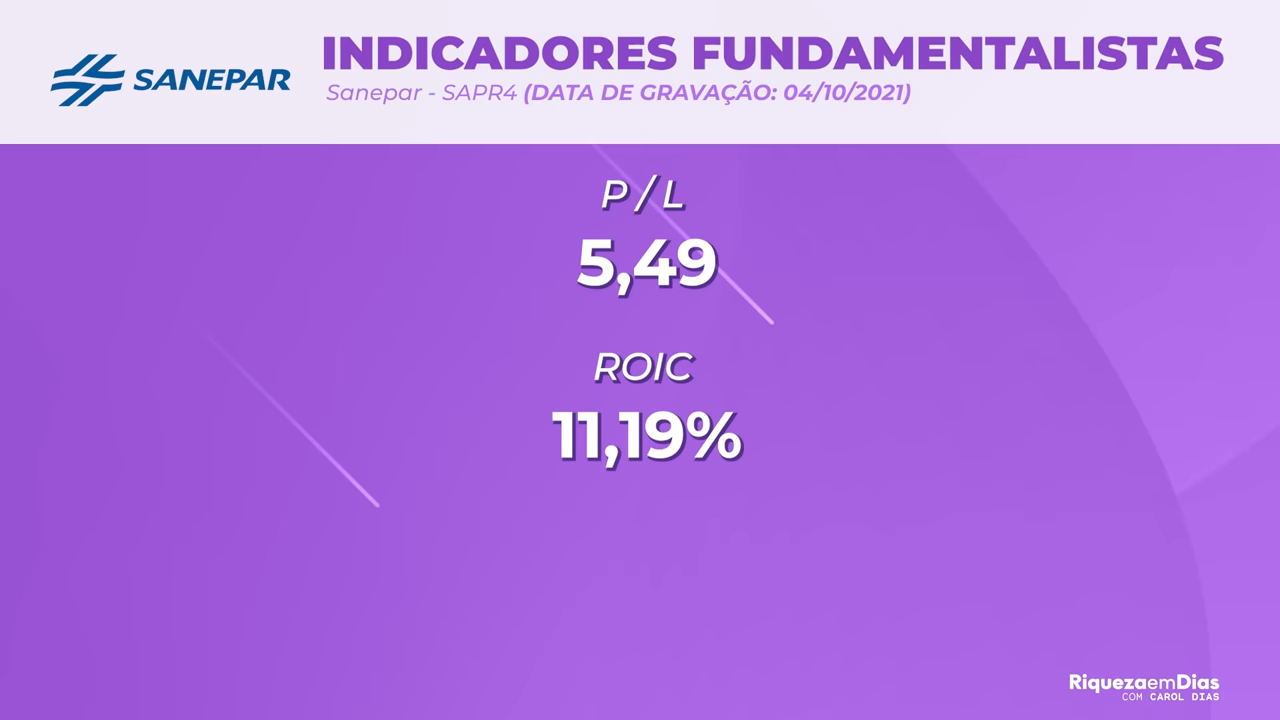 SANEPAR
INDICADORES FUNDAMENTALISTAS
Sanepar - SAPR4 (DATA DE GRAVAÇÃO: 04/10/2021)
P / L
5,49
ROIC
11,19%
RiquezaemDias
COM CAROL DIAS